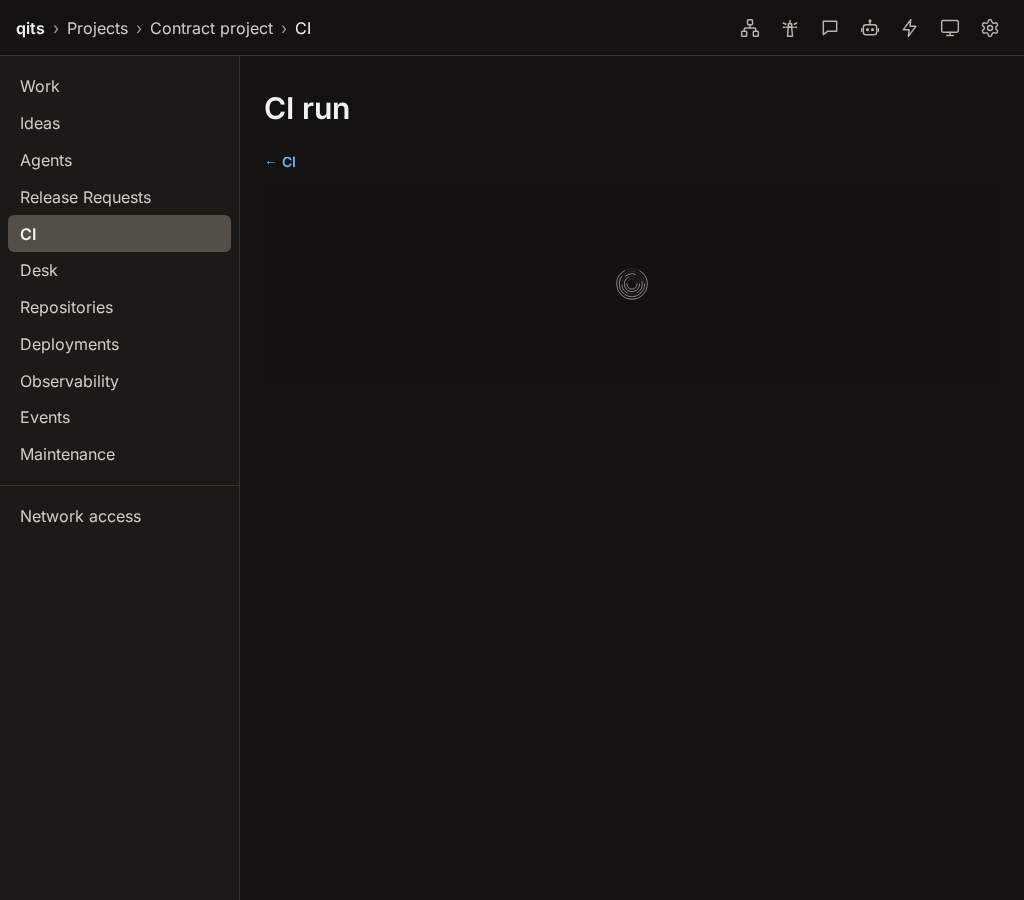 qits › Projects › Contract project › CI
Work
Ideas
Agents
Release Requests
CI
Desk
Repositories
Deployments
Observability
Events
Maintenance
Network access
CI run
← CI